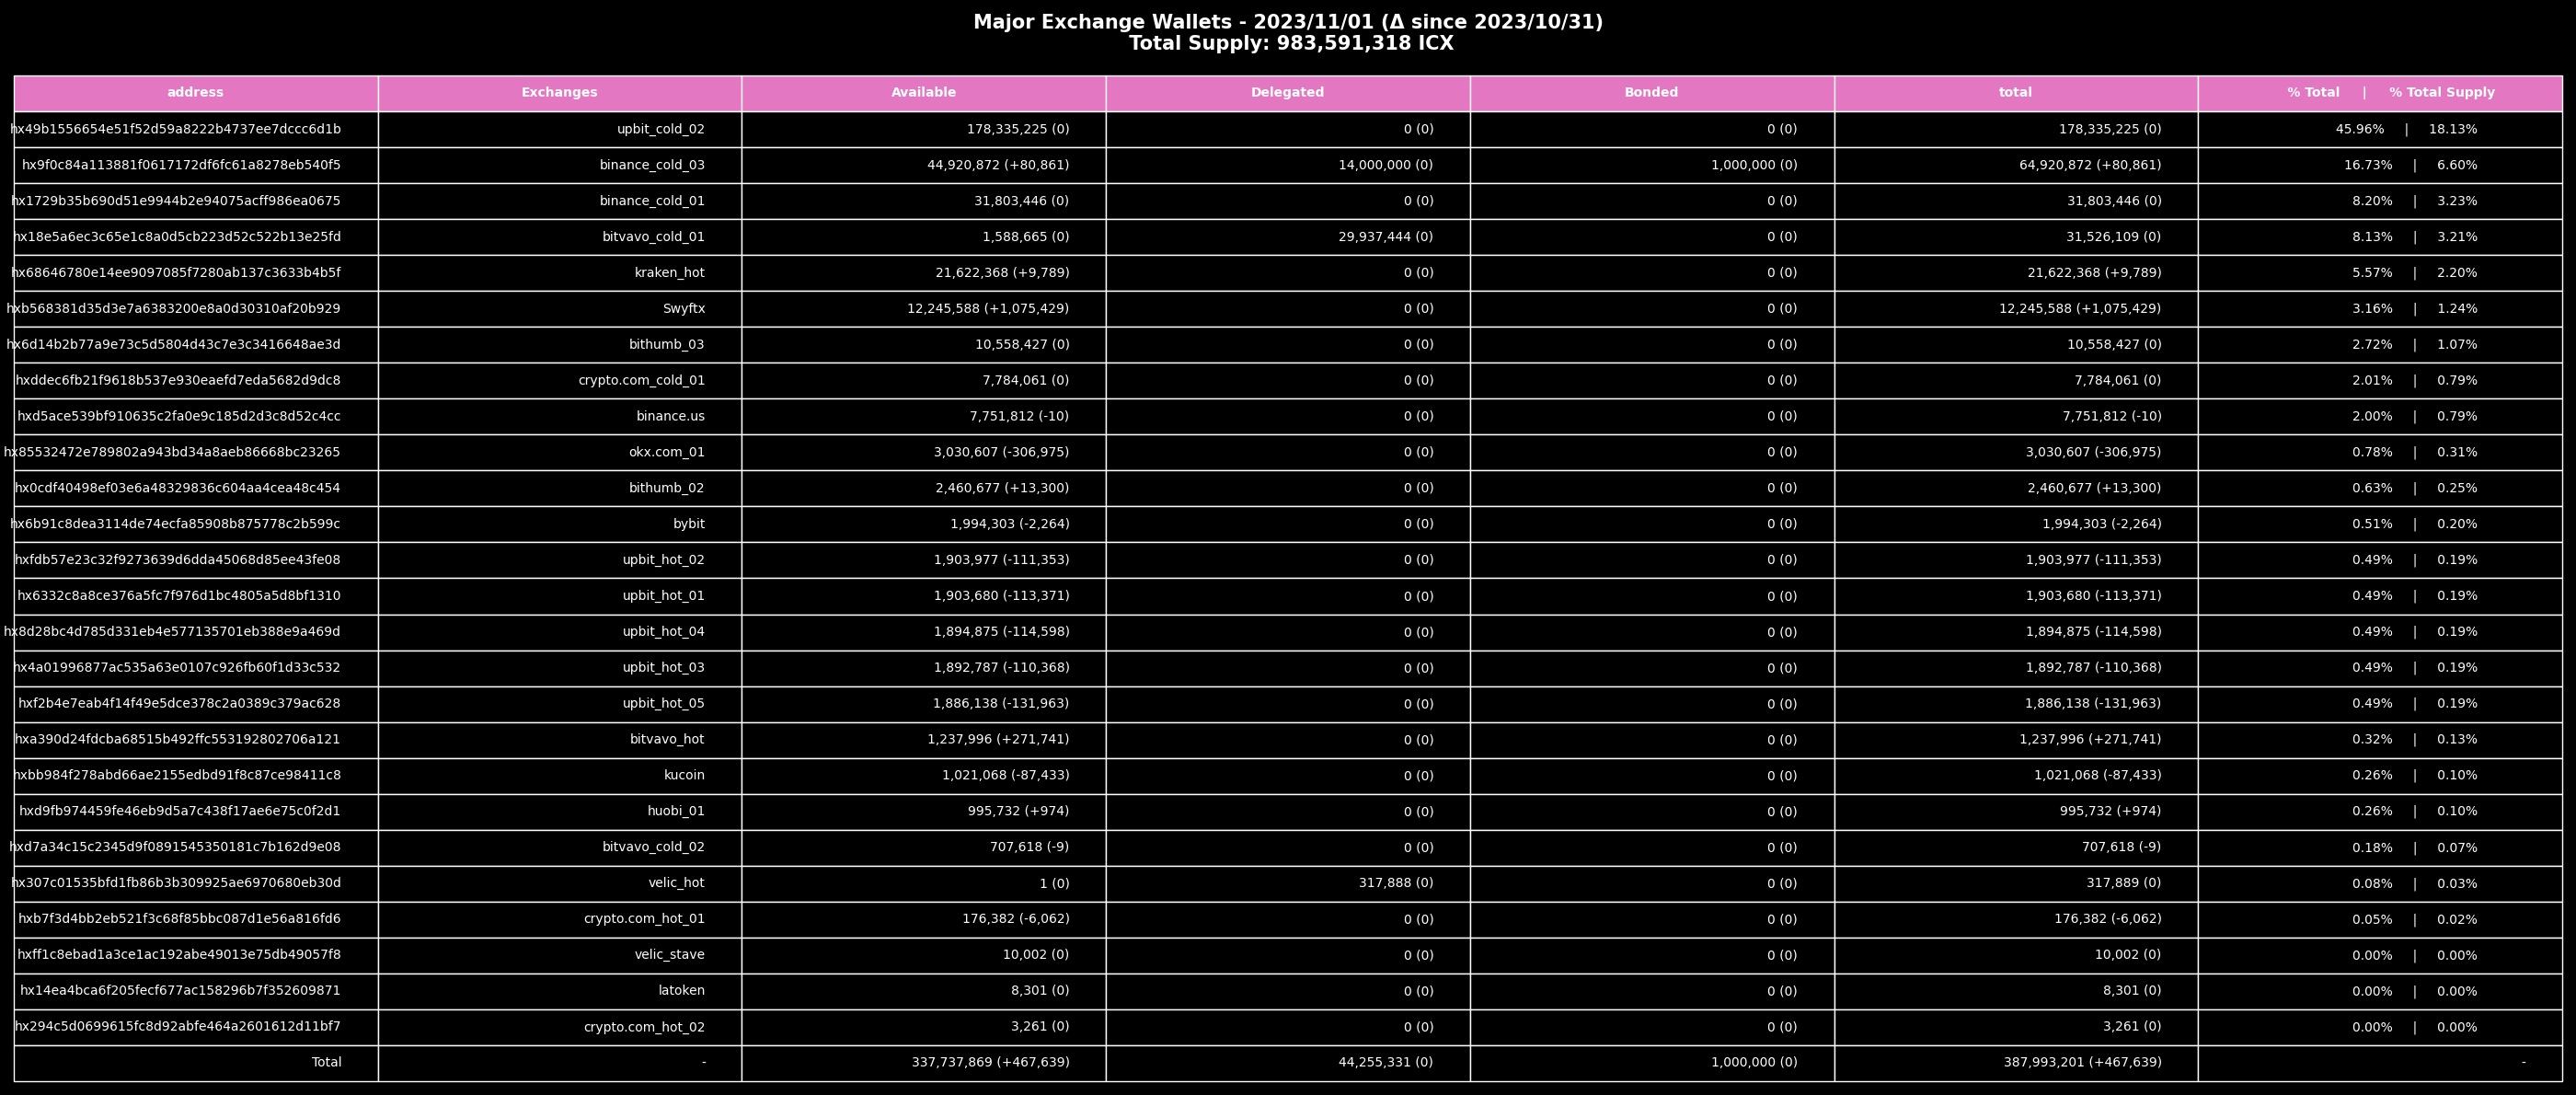 Major Exchange Wallets - 2023/11/01 (Δ since 2023/10/31)
Total Supply: 983,591,318 ICX
address Exchanges Available Delegated Bonded total % Total | % Total Supply
hx49b1556654e51f52d59a8222b4737ee7dccc6d1b upbit_cold_02 178,335,225 (0) 0 (0) 0 (0) 178,335,225 (0) 45.96% | 18.13%
hx9f0c84a113881f0617172df6fc61a8278eb540f5 binance_cold_03 44,920,872 (+80,861) 14,000,000 (0) 1,000,000 (0) 64,920,872 (+80,861) 16.73% | 6.60%
hx1729b35b690d51e9944b2e94075acff986ea0675 binance_cold_01 31,803,446 (0) 0 (0) 0 (0) 31,803,446 (0) 8.20% | 3.23%
hx18e5a6ec3c65e1c8a0d5cb223d52c522b13e25fd bitvavo_cold_01 1,588,665 (0) 29,937,444 (0) 0 (0) 31,526,109 (0) 8.13% | 3.21%
hx68646780e14ee9097085f7280ab137c3633b4b5f kraken_hot 21,622,368 (+9,789) 0 (0) 0 (0) 21,622,368 (+9,789) 5.57% | 2.20%
hxb568381d35d3e7a6383200e8a0d30310af20b929 Swyftx 12,245,588 (+1,075,429) 0 (0) 0 (0) 12,245,588 (+1,075,429) 3.16% | 1.24%
hx6d14b2b77a9e73c5d5804d43c7e3c3416648ae3d bithumb_03 10,558,427 (0) 0 (0) 0 (0) 10,558,427 (0) 2.72% | 1.07%
hxddec6fb21f9618b537e930eaefd7eda5682d9dc8 crypto.com_cold_01 7,784,061 (0) 0 (0) 0 (0) 7,784,061 (0) 2.01% | 0.79%
hxd5ace539bf910635c2fa0e9c185d2d3c8d52c4cc binance.us 7,751,812 (-10) 0 (0) 0 (0) 7,751,812 (-10) 2.00% | 0.79%
hx85532472e789802a943bd34a8aeb86668bc23265 okx.com_01 3,030,607 (-306,975) 0 (0) 0 (0) 3,030,607 (-306,975) 0.78% | 0.31%
hx0cdf40498ef03e6a48329836c604aa4cea48c454 bithumb_02 2,460,677 (+13,300) 0 (0) 0 (0) 2,460,677 (+13,300) 0.63% | 0.25%
hx6b91c8dea3114de74ecfa85908b875778c2b599c bybit 1,994,303 (-2,264) 0 (0) 0 (0) 1,994,303 (-2,264) 0.51% | 0.20%
hxfdb57e23c32f9273639d6dda45068d85ee43fe08 upbit_hot_02 1,903,977 (-111,353) 0 (0) 0 (0) 1,903,977 (-111,353) 0.49% | 0.19%
hx6332c8a8ce376a5fc7f976d1bc4805a5d8bf1310 upbit_hot_01 1,903,680 (-113,371) 0 (0) 0 (0) 1,903,680 (-113,371) 0.49% | 0.19%
hx8d28bc4d785d331eb4e577135701eb388e9a469d upbit_hot_04 1,894,875 (-114,598) 0 (0) 0 (0) 1,894,875 (-114,598) 0.49% | 0.19%
hx4a01996877ac535a63e0107c926fb60f1d33c532 upbit_hot_03 1,892,787 (-110,368) 0 (0) 0 (0) 1,892,787 (-110,368) 0.49% | 0.19%
hxf2b4e7eab4f14f49e5dce378c2a0389c379ac628 upbit_hot_05 1,886,138 (-131,963) 0 (0) 0 (0) 1,886,138 (-131,963) 0.49% | 0.19%
hxa390d24fdcba68515b492ffc553192802706a121 bitvavo_hot 1,237,996 (+271,741) 0 (0) 0 (0) 1,237,996 (+271,741) 0.32% | 0.13%
hxbb984f278abd66ae2155edbd91f8c87ce98411c8 kucoin 1,021,068 (-87,433) 0 (0) 0 (0) 1,021,068 (-87,433) 0.26% | 0.10%
hxd9fb974459fe46eb9d5a7c438f17ae6e75c0f2d1 huobi_01 995,732 (+974) 0 (0) 0 (0) 995,732 (+974) 0.26% | 0.10%
hxd7a34c15c2345d9f0891545350181c7b162d9e08 bitvavo_cold_02 707,618 (-9) 0 (0) 0 (0) 707,618 (-9) 0.18% | 0.07%
hx307c01535bfd1fb86b3b309925ae6970680eb30d velic_hot 1 (0) 317,888 (0) 0 (0) 317,889 (0) 0.08% | 0.03%
hxb7f3d4bb2eb521f3c68f85bbc087d1e56a816fd6 crypto.com_hot_01 176,382 (-6,062) 0 (0) 0 (0) 176,382 (-6,062) 0.05% | 0.02%
hxff1c8ebad1a3ce1ac192abe49013e75db49057f8 velic_stave 10,002 (0) 0 (0) 0 (0) 10,002 (0) 0.00% | 0.00%
hx14ea4bca6f205fecf677ac158296b7f352609871 latoken 8,301 (0) 0 (0) 0 (0) 8,301 (0) 0.00% | 0.00%
hx294c5d0699615fc8d92abfe464a2601612d11bf7 crypto.com_hot_02 3,261 (0) 0 (0) 0 (0) 3,261 (0) 0.00% | 0.00%
Total - 337,737,869 (+467,639) 44,255,331 (0) 1,000,000 (0) 387,993,201 (+467,639) -